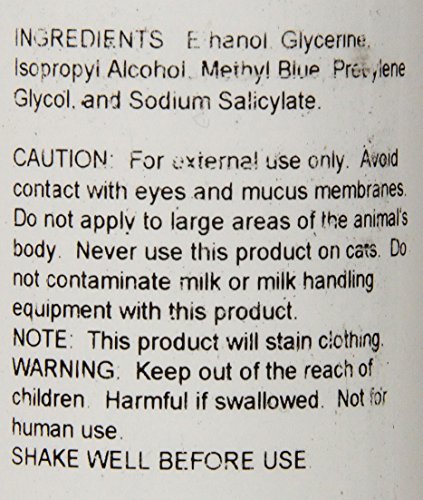 INGREDIENTS Ethanol, Glycerine,
Isopropyl Alcohol, Methyl Blue, Propylene
Glycol, and Sodium Salicylate.
CAUTION: For external use only. Avoid
contact with eyes and mucus membranes.
Do not apply to large areas of the animal's
body. Never use this product on cats. Do
not contaminate milk or milk handling
equipment with this product.
NOTE: This product will stain clothing.
WARNING: Keep out of the reach of
children. Harmful if swallowed. Not for
human use.
SHAKE WELL BEFORE USE